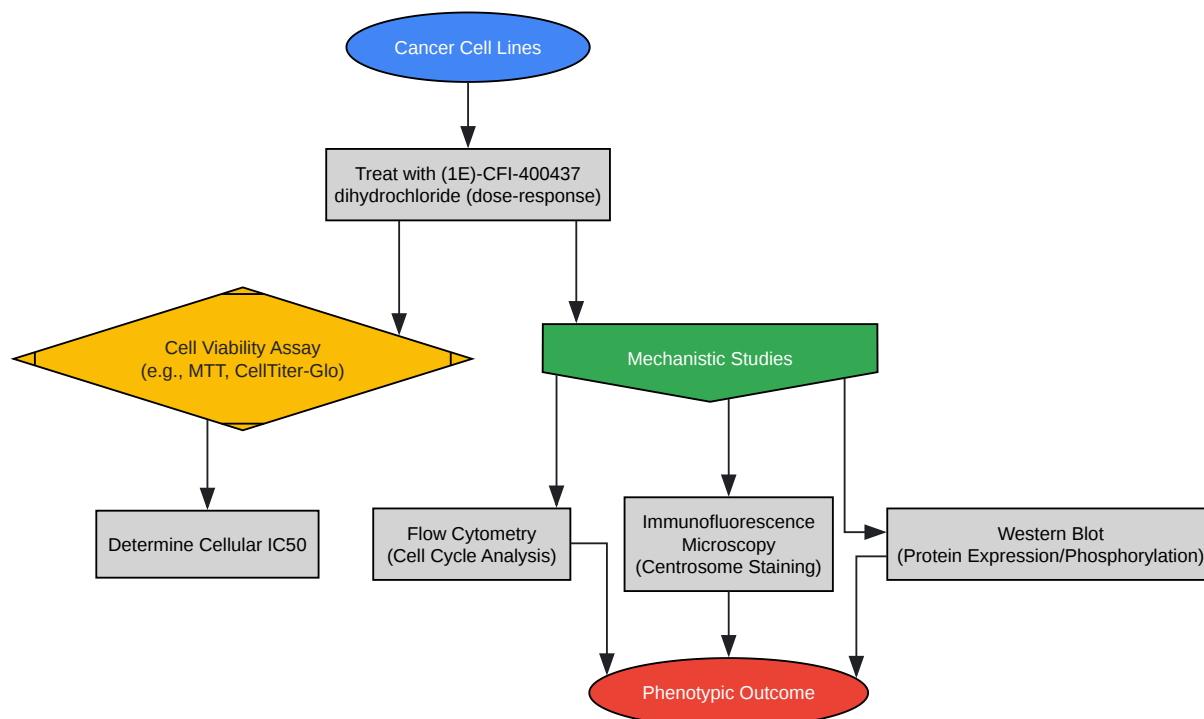 Cancer Cell Lines
Treat with (1E)-CFI-400437
dihydrochloride (dose-response)
Cell Viability Assay
(e.g., MTT, CellTiter-Glo)
Mechanistic Studies
Determine Cellular IC50
Flow Cytometry
(Cell Cycle Analysis)
Immunofluorescence
Microscopy
(Centrosome Staining)
Western Blot
(Protein Expression/Phosphorylation)
Phenotypic Outcome